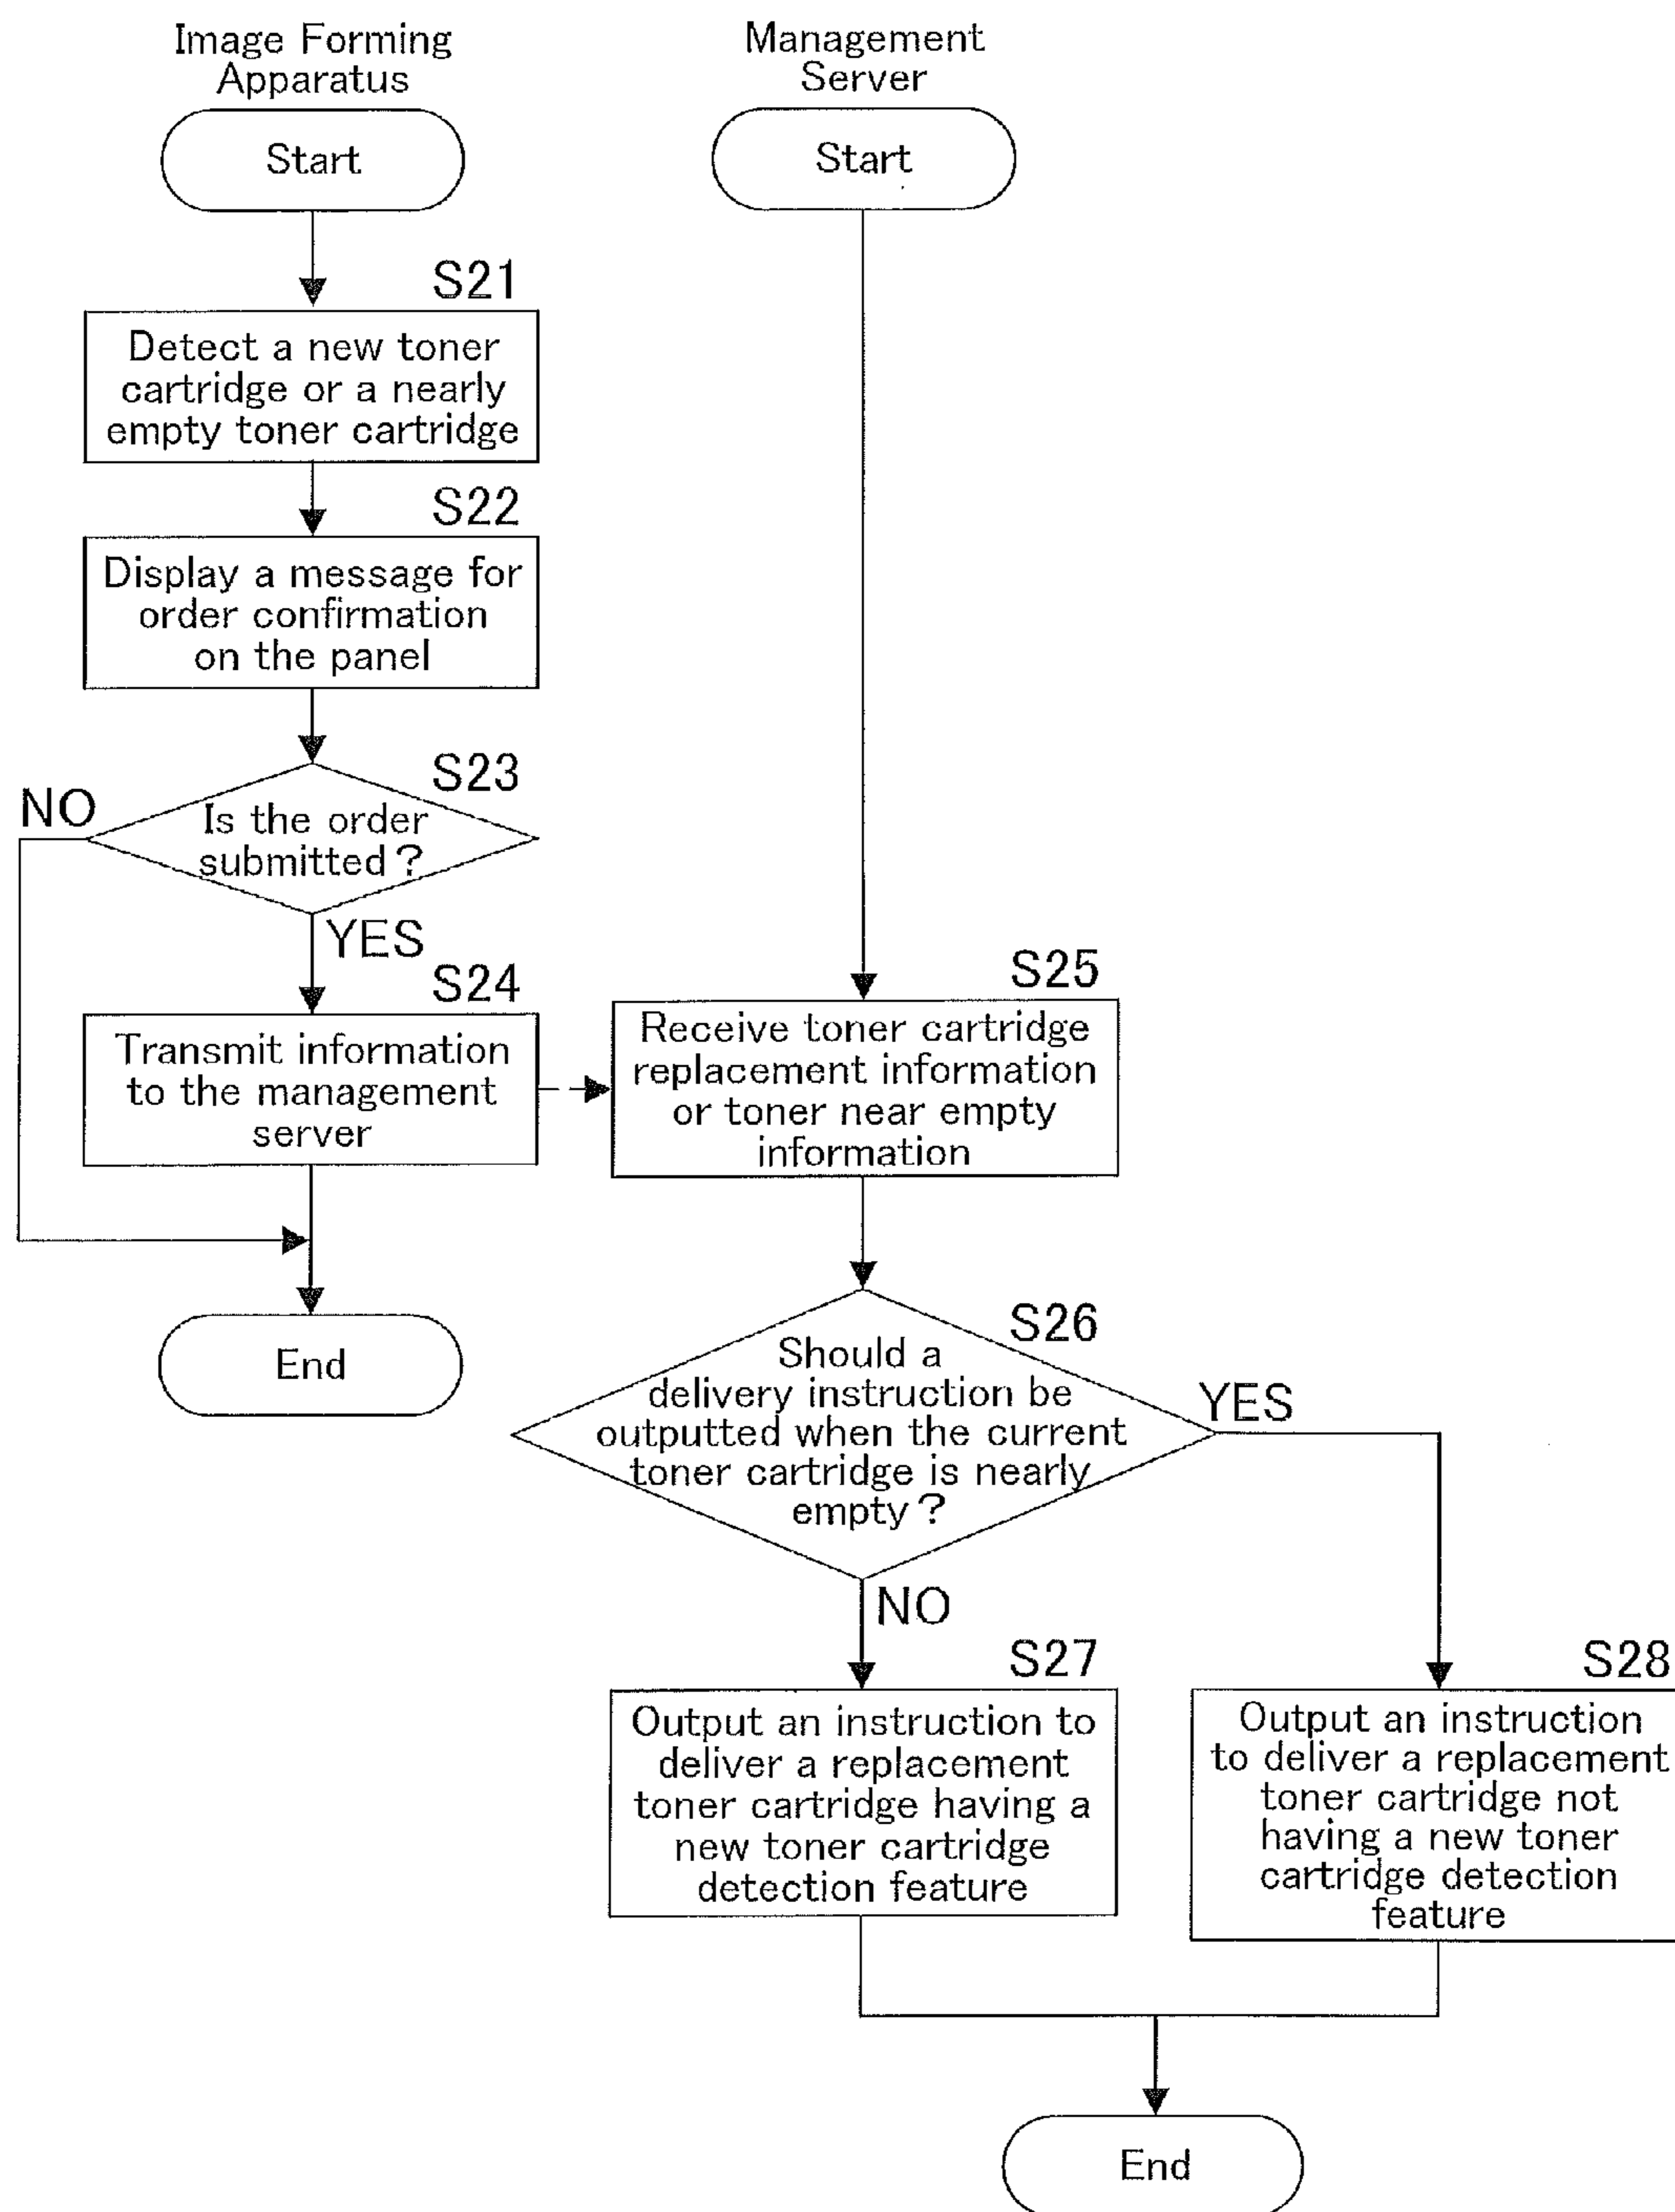 Image Forming
Apparatus
Management
Server
Start
Start
S21
Detect a new toner
cartridge or a nearly
empty toner cartridge
S22
Display a message for
order confirmation
on the panel
S23
NO
Is the order
submitted?
YES
S24
Transmit information
to the management
server
S25
Receive toner cartridge
replacement information
or toner near empty
information
End
S26
Should a
delivery instruction be
outputted when the current
toner cartridge is nearly
empty?
YES
NO
S27
Output an instruction to
deliver a replacement
toner cartridge having a
new toner cartridge
detection feature
S28
Output an instruction
to deliver a replacement
toner cartridge not
having a new toner
cartridge detection
feature
End